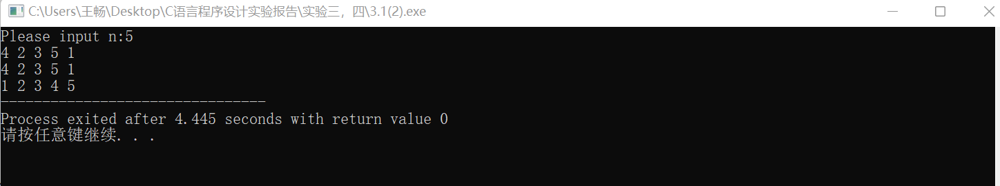 C:\Users\王畅\Desktop\C语言程序设计实验报告\实验三，四\3.1(2).exe
Please input n:5
4 2 3 5 1
4 2 3 5 1
1 2 3 4 5
--------------------------------
Process exited after 4.445 seconds with return value 0
请按任意键继续. . .